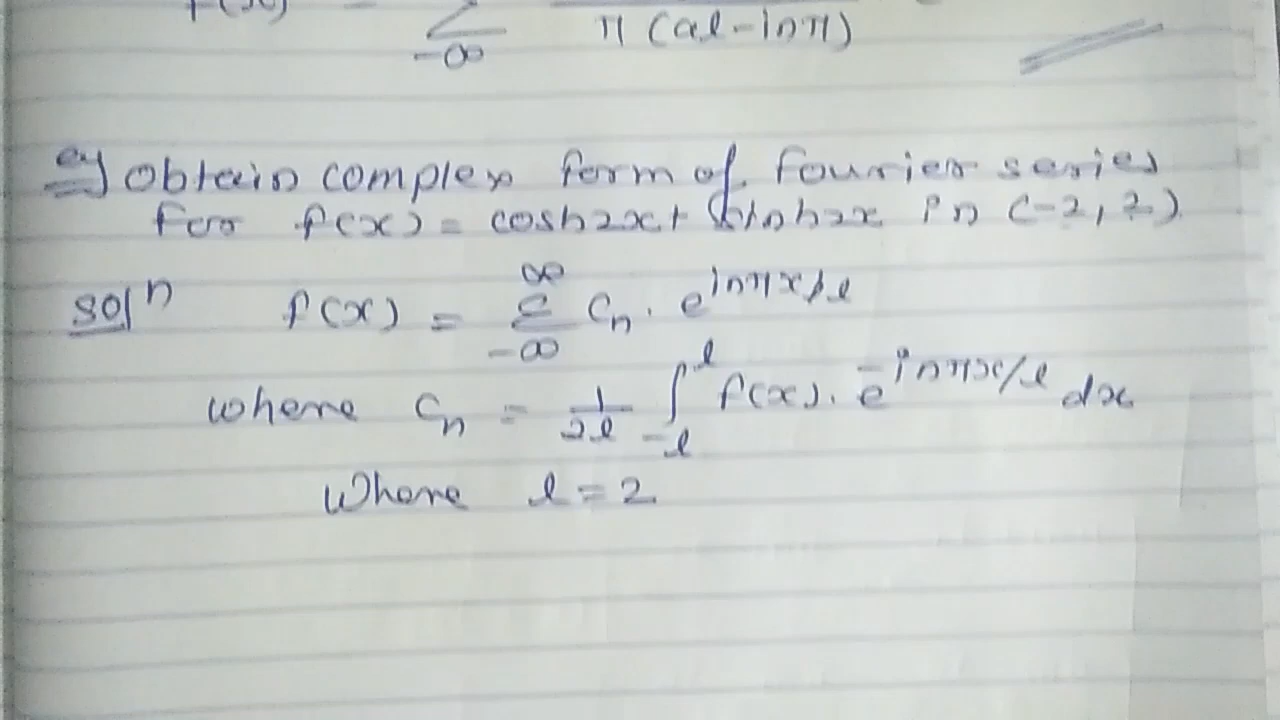 Σ
-∞ π (al-inπ)
ex) obtain complex form of fourier series
for f(x) = cosh2x + sinh2x in (-2, 2)
∞
solⁿ f(x) = Σ Cₙ . e^inπx/l
-∞
where Cₙ = 1/2l ∫_-l^l f(x). e^-inπx/l dx
Where l = 2